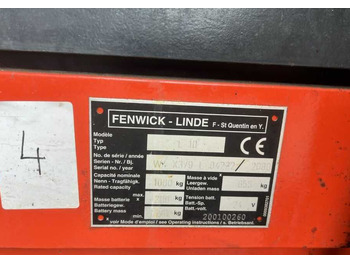 FENWICK - LINDE
F - St Quentin en Y.
CE
4
Modèle
Typ
Type
No. de série / année
Serien - Nr. / Bj.
Serial no. / year
Capacité nominale
Nenn - Tragfähigk. kg
Rated capacity
Masse à vide
Leergew. kg
Unladen mass
Masse batterie max.
Batteriegew. kg
Battery mass min.
Tension batt.
Batt.-Sp. V
Batt.-volt.
200100260
* voir Mode d'emploi / see Operating instructions / s. Betriebsanl.